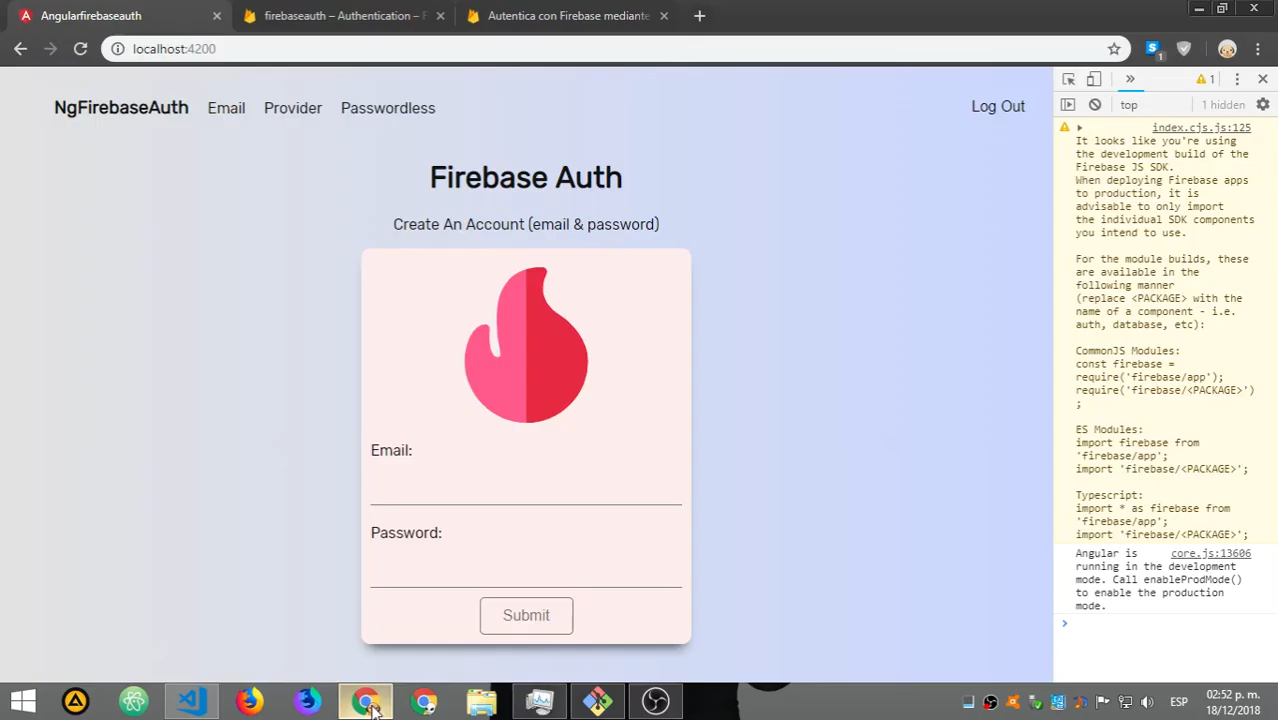 Angularfirebaseauth
firebaseauth – Authentication – F
Autentica con Firebase mediante
localhost:4200
1
NgFirebaseAuth
Email
Provider
Passwordless
Log Out
Firebase Auth
Create An Account (email & password)
Email:
Password:
Submit
1
top
1 hidden
index.cjs.js:125
It looks like you're using
the development build of the
Firebase JS SDK.
When deploying Firebase apps
to production, it is
advisable to only import
the individual SDK components
you intend to use.
For the module builds, these
are available in the
following manner
(replace <PACKAGE> with the
name of a component - i.e.
auth, database, etc):
CommonJS Modules:
const firebase =
require('firebase/app');
require('firebase/<PACKAGE>')
;
ES Modules:
import firebase from
'firebase/app';
import 'firebase/<PACKAGE>';
Typescript:
import * as firebase from
'firebase/app';
import 'firebase/<PACKAGE>';
Angular is core.js:13606
running in the development
mode. Call enableProdMode()
to enable the production
mode.
ESP
02:52 p. m.
18/12/2018